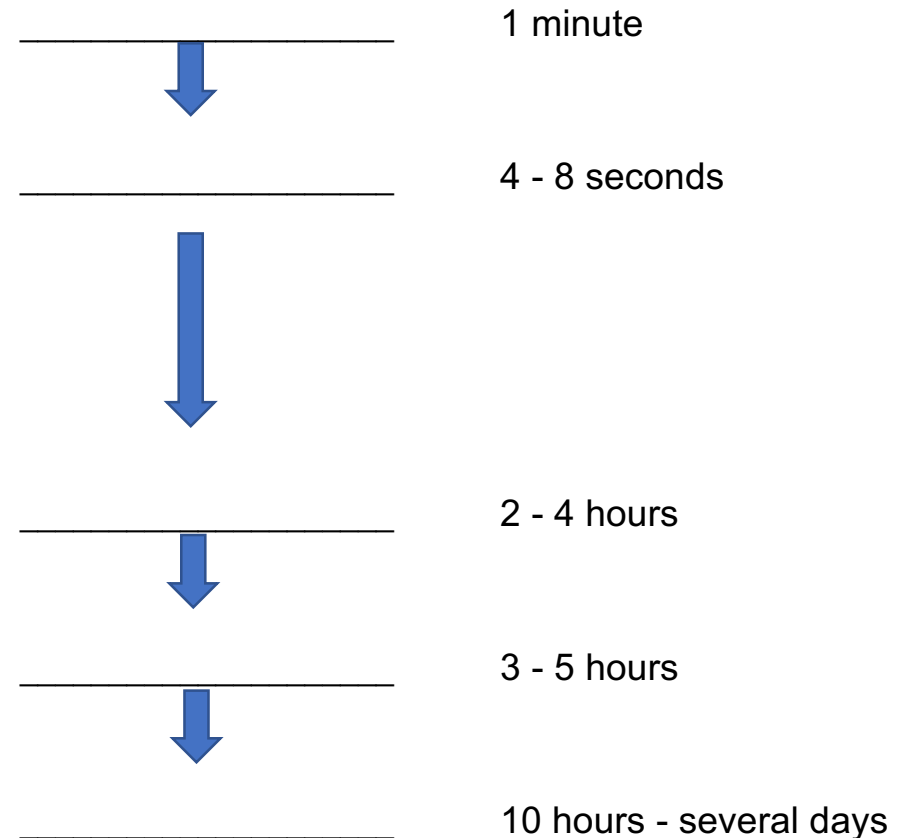 1 minute
4 - 8 seconds
2 - 4 hours
3 - 5 hours
10 hours - several days